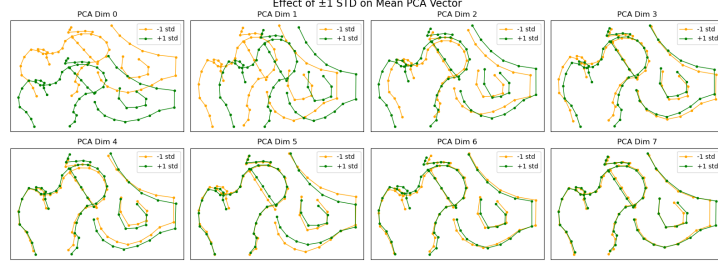 Effect of ±1 STD on Mean PCA Vector
PCA Dim 0
PCA Dim 1
PCA Dim 2
PCA Dim 3
-1 std
+1 std
-1 std
+1 std
-1 std
+1 std
-1 std
+1 std
PCA Dim 4
PCA Dim 5
PCA Dim 6
PCA Dim 7
-1 std
+1 std
-1 std
+1 std
-1 std
+1 std
-1 std
+1 std